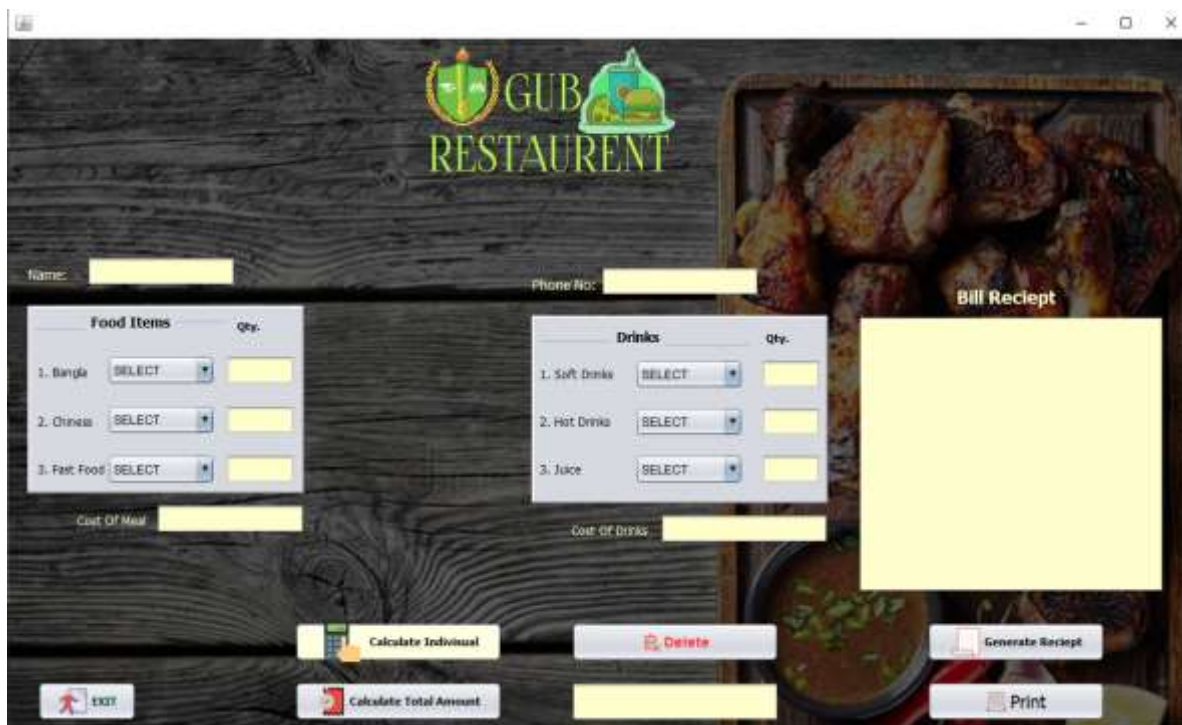 GUB
RESTAURENT
Name:
Phone No:
Bill Reciept
Food Items Qty.
1. Bangla SELECT
2. Chiness SELECT
3. Fast Food SELECT
Cost Of Meal
Drinks Qty.
1. Soft Drinks SELECT
2. Hot Drinks SELECT
3. Juice SELECT
Cost Of Drinks
Calculate Indivisual
Delete
Generate Reciept
EXIT
Calculate Total Amount
Print